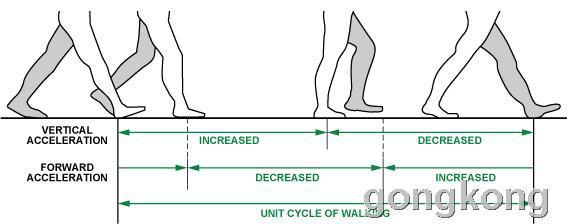 VERTICAL
ACCELERATION
INCREASED
DECREASED
FORWARD
ACCELERATION
DECREASED
INCREASED
UNIT CYCLE OF WALKING
gongkong